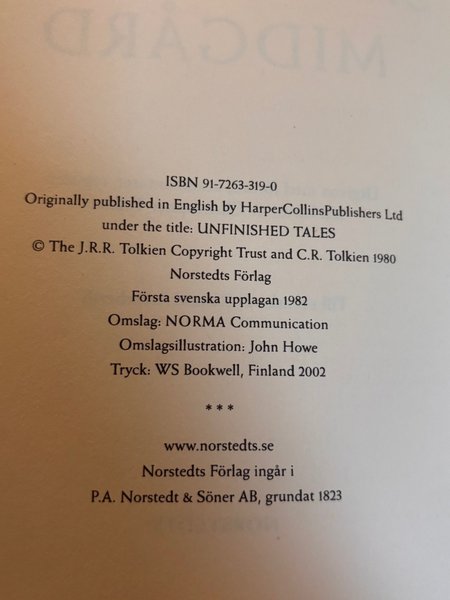 MIDGÅRD
ISBN 91-7263-319-0
Originally published in English by HarperCollinsPublishers Ltd
under the title: UNFINISHED TALES
© The J.R.R. Tolkien Copyright Trust and C.R. Tolkien 1980
Norstedts Förlag
Första svenska upplagan 1982
Omslag: NORMA Communication
Omslagsillustration: John Howe
Tryck: WS Bookwell, Finland 2002
***
www.norstedts.se
Norstedts Förlag ingår i
P.A. Norstedt & Söner AB, grundat 1823